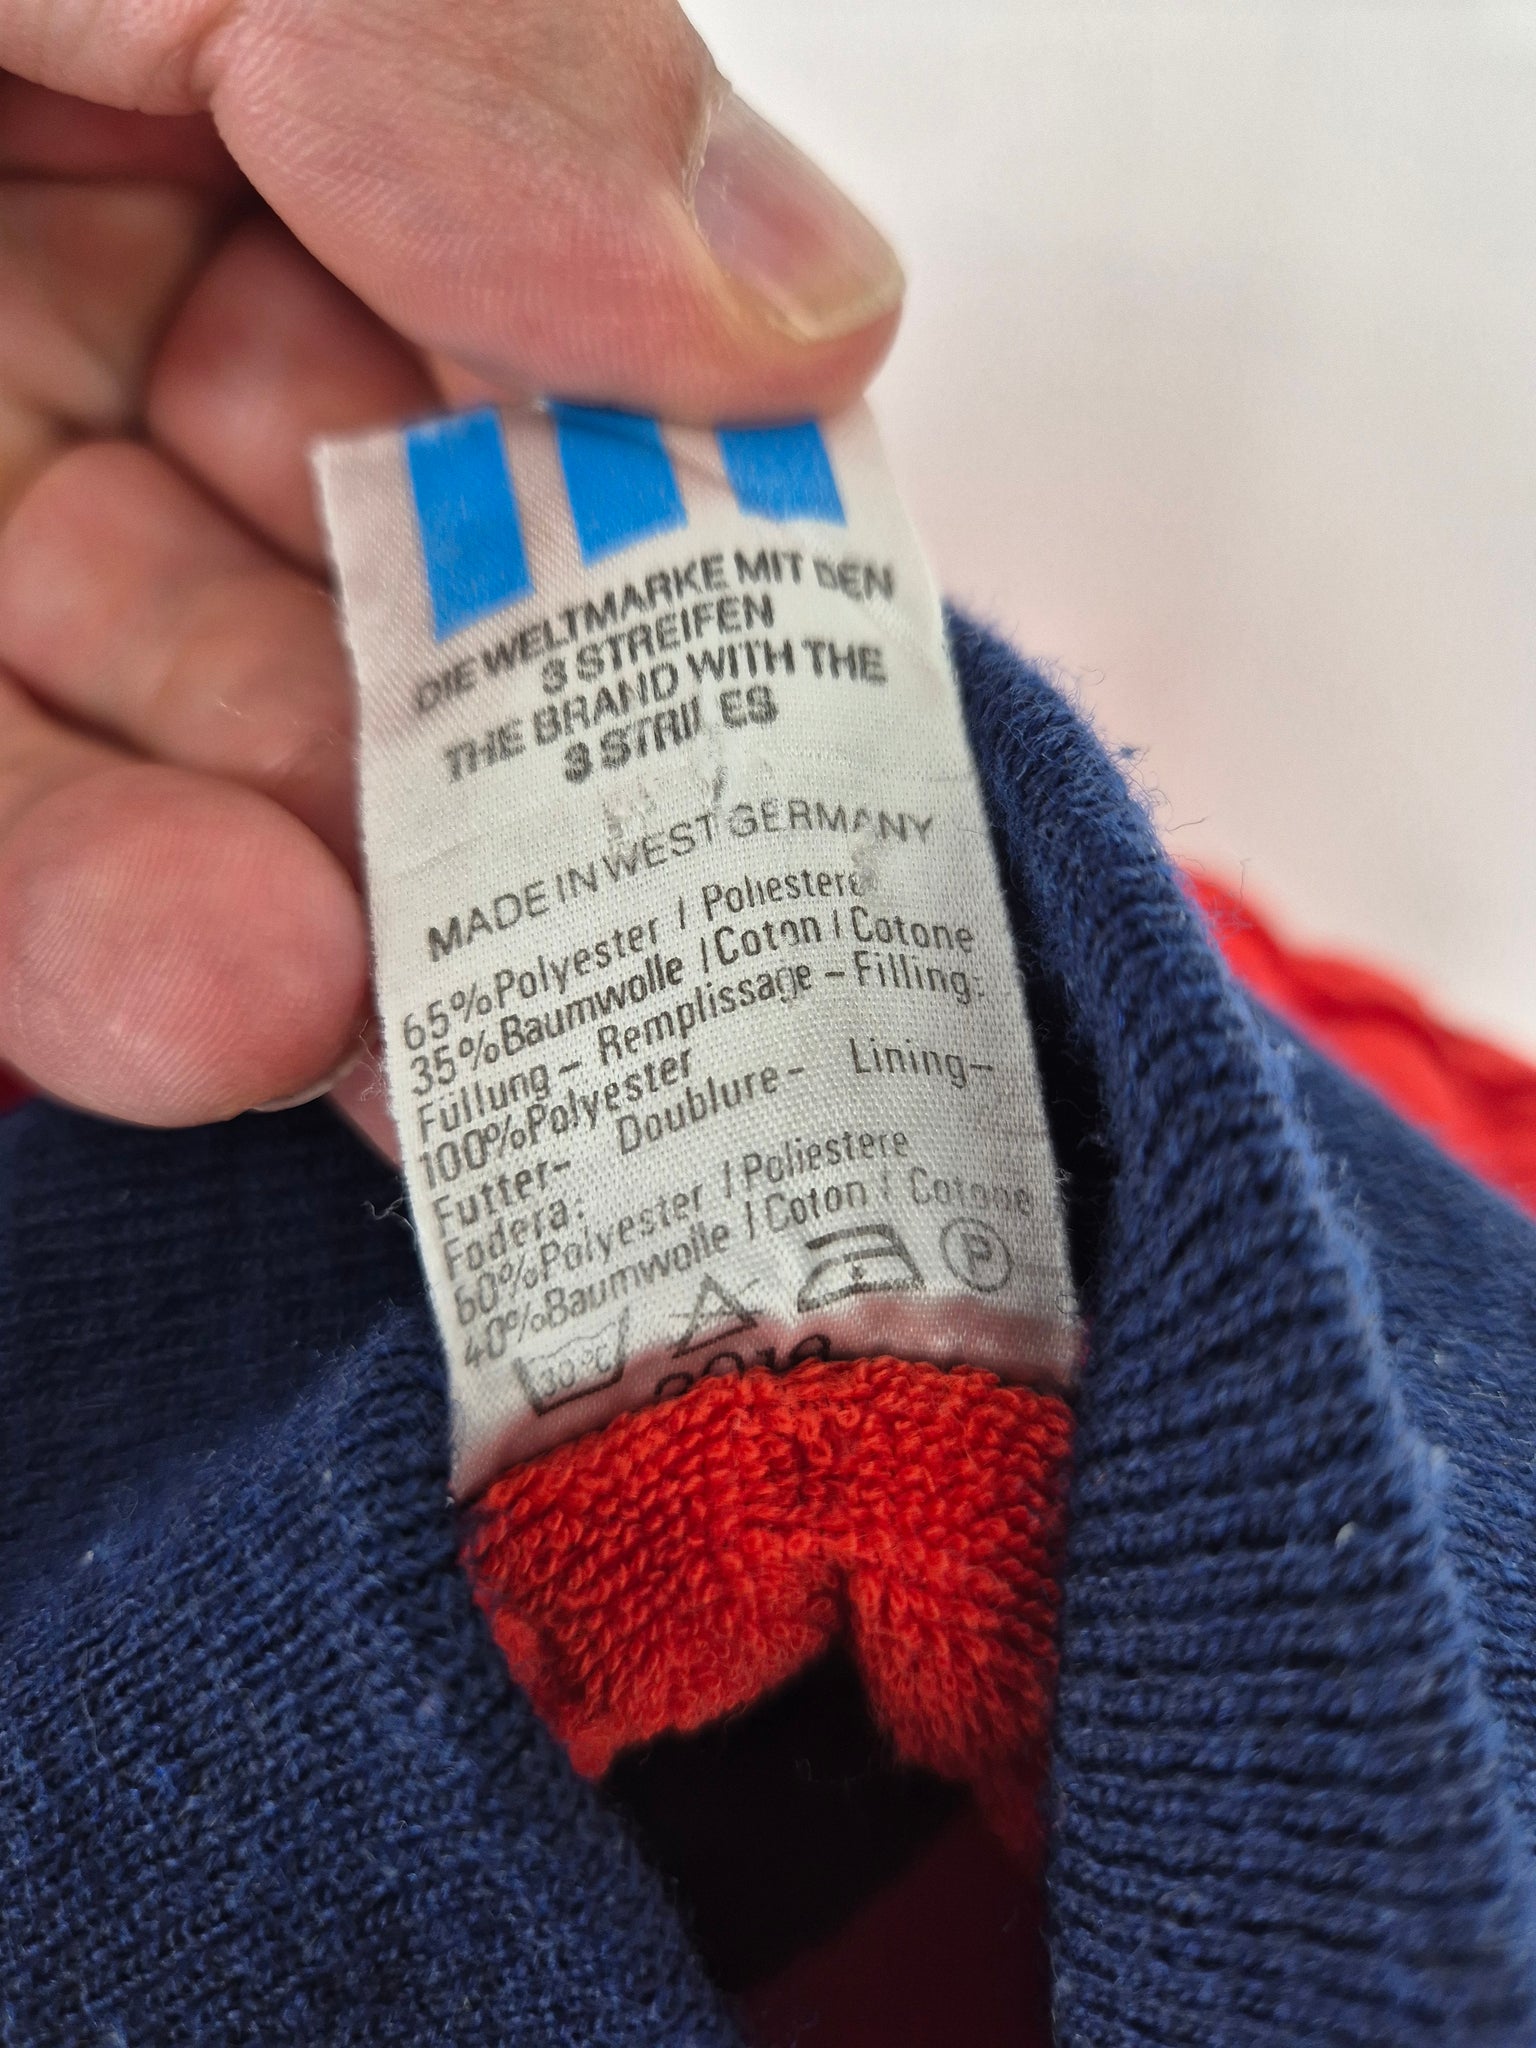 DIE WELTMARKE MIT DEN
3 STREIFEN
THE BRAND WITH THE
3 STRIPES
MADE IN WEST GERMANY
65% Polyester / Poliestere
35% Baumwolle / Coton / Cotone
Füllung - Remplissage - Filling:
100% Polyester
Futter- Doublure- Lining-
Fodera:
60% Polyester / Poliestere
40% Baumwolle / Coton / Cotone
30°C P